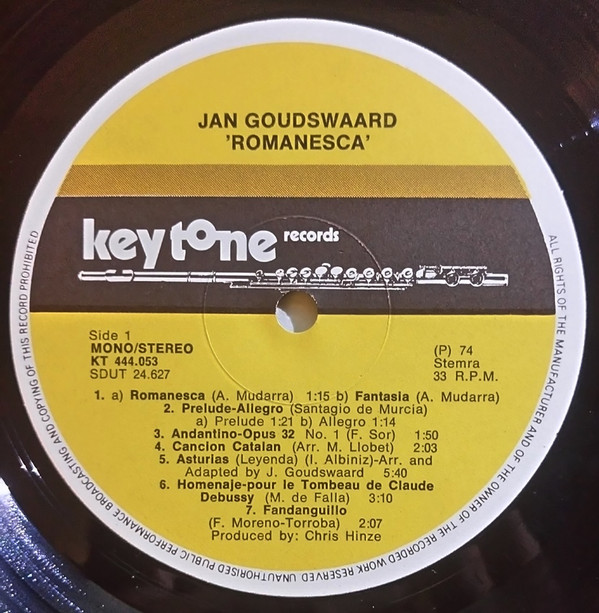 JAN GOUDSWAARD
'ROMANESCA'
keytone records
Side 1
MONO/STEREO
KT 444.053
SDUT 24.627
(P) 74
Stemra
33 R.P.M.
1. a) Romanesca (A. Mudarra) 1:15 b) Fantasia (A. Mudarra)
2. Prelude-Allegro (Santagio de Murcia)
a) Prelude 1:21 b) Allegro 1:14
3. Andantino-Opus 32 No. 1 (F. Sor) 1:50
4. Cancion Catalan (Arr. M. Llobet) 2:03
5. Asturias (Leyenda) (I. Albiniz)-Arr. and
Adapted by J. Goudswaard 5:40
6. Homenaje-pour le Tombeau de Claude
Debussy (M. de Falla) 3:10
7. Fandanguillo
(F. Moreno-Torroba) 2:07
Produced by: Chris Hinze
ALL RIGHTS OF THE MANUFACTURER AND OF THE OWNER OF THE RECORDED WORK RESERVED UNAUTHORISED PUBLIC PERFORMANCE BROADCASTING AND COPYING OF THIS RECORD PROHIBITED